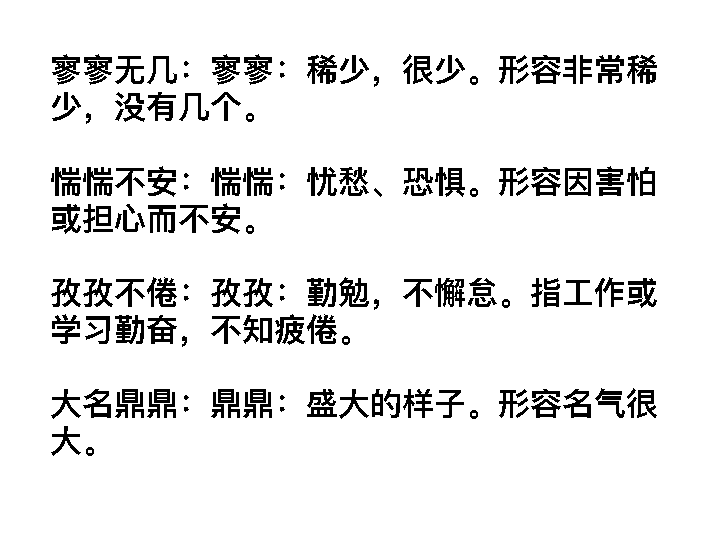 寥寥无几：寥寥：稀少，很少。形容非常稀
少，没有几个。
惴惴不安：惴惴：忧愁、恐惧。形容因害怕
或担心而不安。
孜孜不倦：孜孜：勤勉，不懈怠。指工作或
学习勤奋，不知疲倦。
大名鼎鼎：鼎鼎：盛大的样子。形容名气很
大。